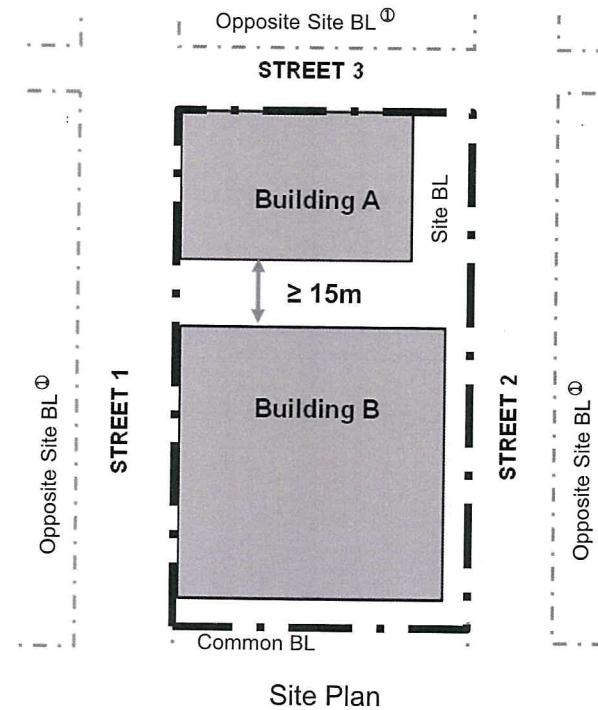 Opposite Site BL ①
STREET 3
Building A
Site BL
≥ 15m
Opposite Site BL ①
STREET 1
Building B
STREET 2
Opposite Site BL ①
Common BL
Site Plan